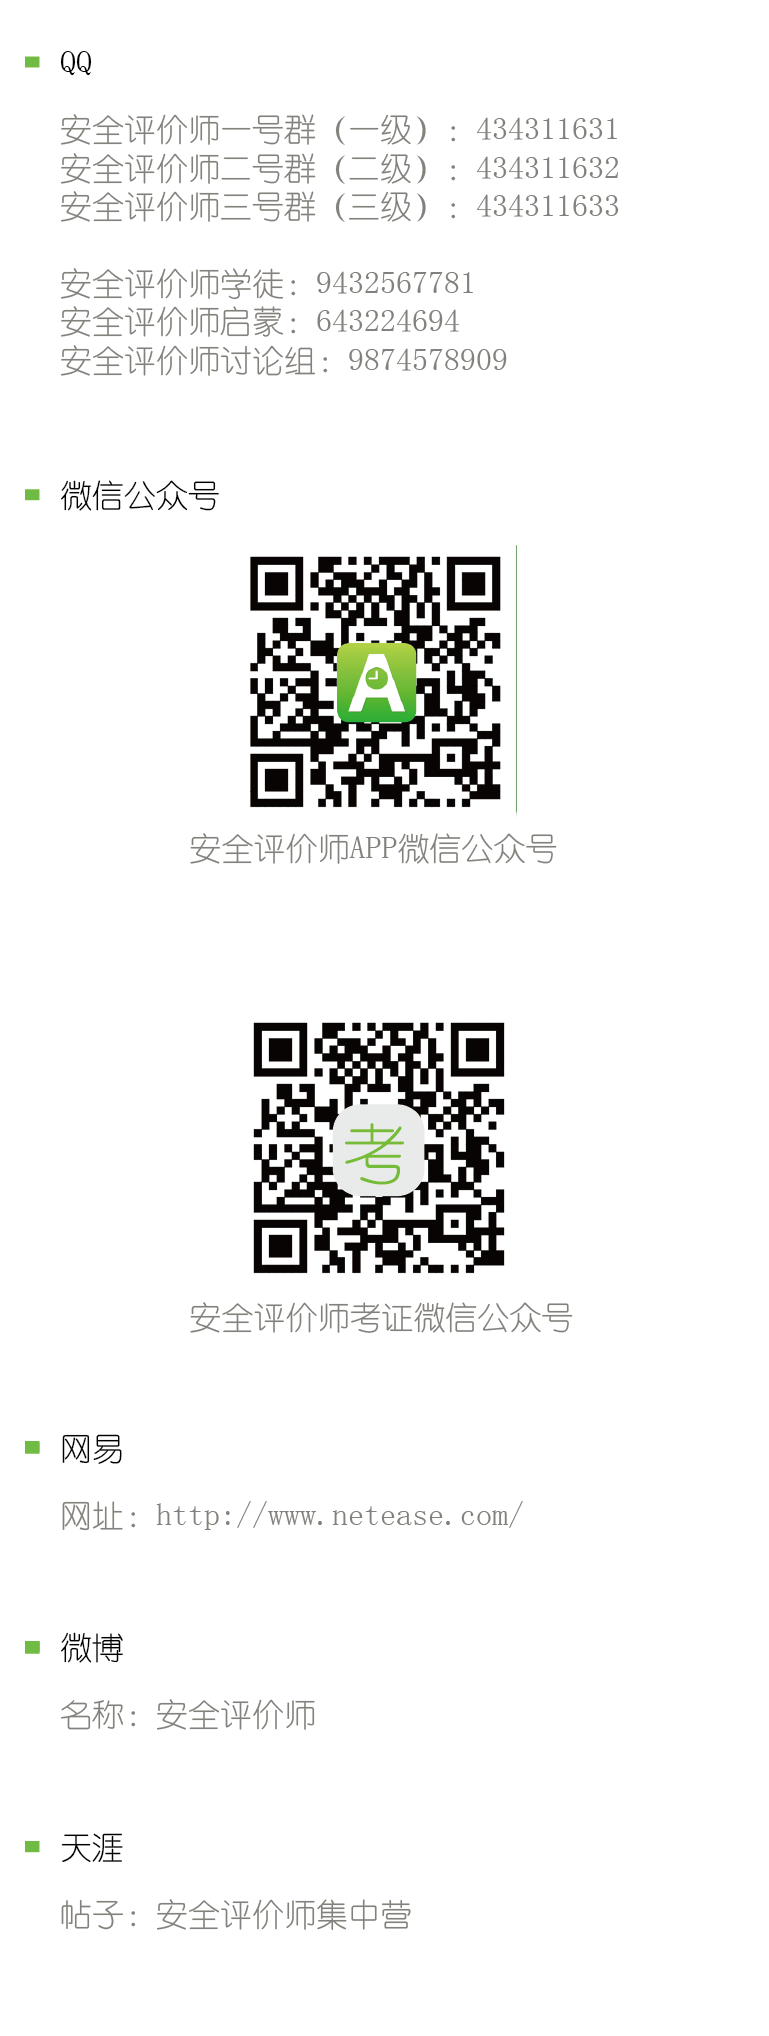 QQ
安全评价师一号群（一级）：434311631
安全评价师二号群（二级）：434311632
安全评价师三号群（三级）：434311633
安全评价师学徒：9432567781
安全评价师启蒙：643224694
安全评价师讨论组：9874578909
微信公众号
A
安全评价师APP微信公众号
考
安全评价师考证微信公众号
网易
网址：http://www.netease.com/
微博
名称：安全评价师
天涯
帖子：安全评价师集中营